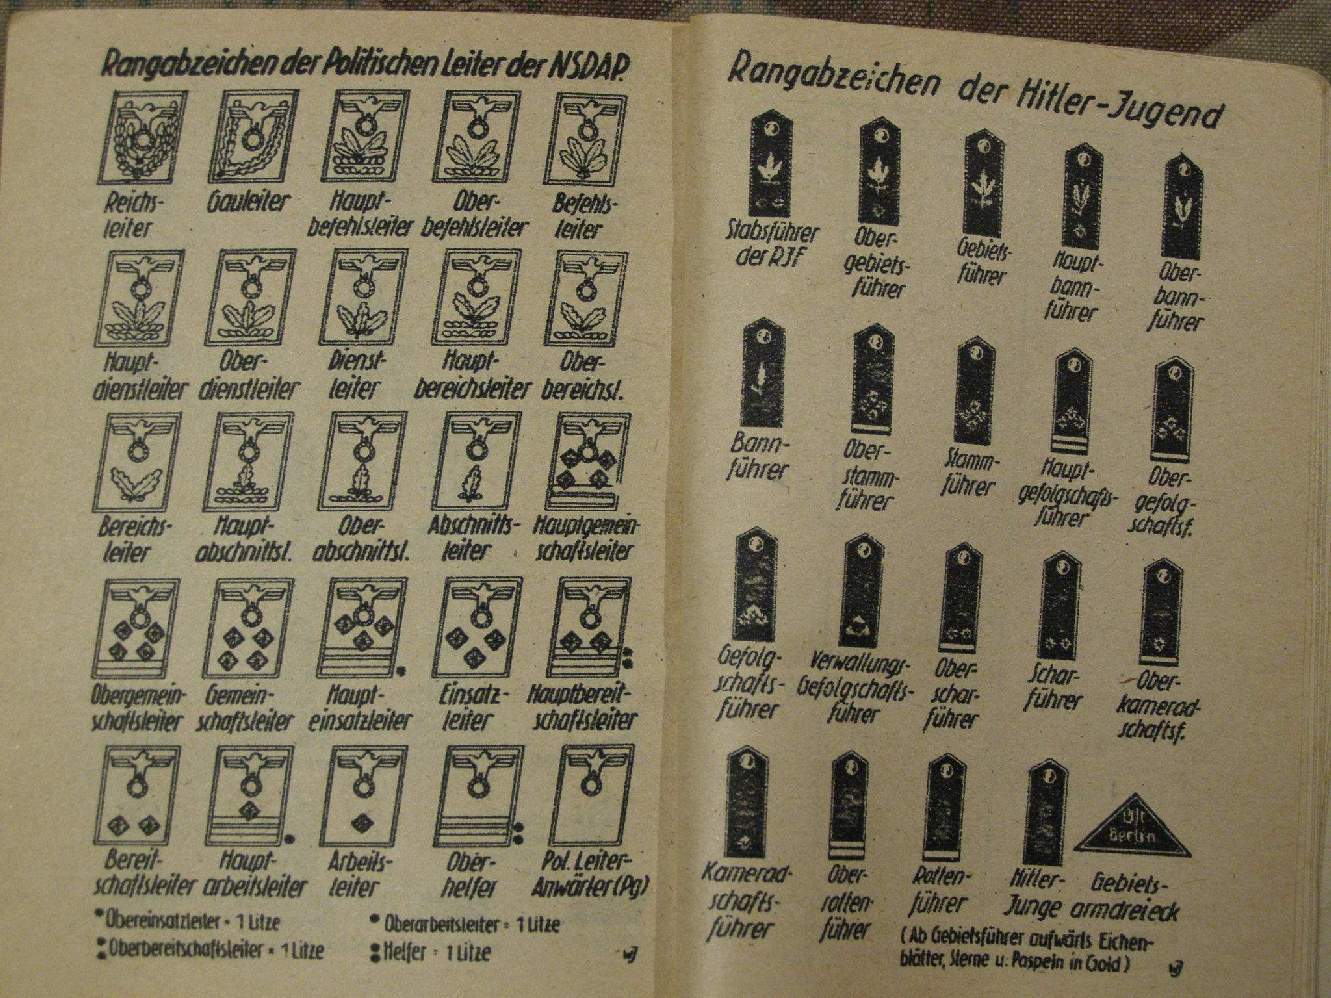 Rangabzeichen der Politischen Leiter der NSDAP.
Reichs-
leiter
Gauleiter
Haupt-
befehlsleiter
Ober-
befehlsleiter
Befehls-
leiter
Haupt-
dienstleiter
Ober-
dienstleiter
Dienst-
leiter
Haupt-
bereichsleiter
Ober-
bereichsl.
Bereichs-
leiter
Haupt-
abschnittsl.
Ober-
abschnittsl.
Abschnitts-
leiter
Hauptgemein-
schaftsleiter
Obergemein-
schaftsleiter
Gemein-
schaftsleiter
Haupt-
einsatzleiter
Einsatz-
leiter
Hauptbereit-
schaftsleiter
Bereit-
schaftsleiter
Haupt-
arbeitsleiter
Arbeits-
leiter
Ober-
helfer
Pol. Leiter-
Anwärter (Pg)
• Obereinsatzleiter = 1 Litze
• Oberarbeitsleiter = 1 Litze
: Oberbereitschaftsleiter = 1 Litze
: Helfer = 1 Litze
Rangabzeichen der Hitler-Jugend
Stabsführer
der RJF
Ober-
gebiets-
führer
Gebiets-
führer
Haupt-
bann-
führer
Ober-
bann-
führer
Bann-
führer
Ober-
stamm-
führer
Stamm-
führer
Haupt-
gefolgschafts-
führer
Ober-
gefolg-
schaftsf.
Gefolg-
schafts-
führer
Verwaltungs-
Gefolgschafts-
führer
Ober-
schar-
führer
Schar-
führer
Ober-
kamerad-
schaftsf.
Kamerad-
schafts-
führer
Ober-
rotten-
führer
Rotten-
führer
Hitler-
Junge
Ost
Berlin
Gebiets-
armdreieck
(Ab Gebietsführer aufwärts Eichen-
blätter, Sterne u. Paspeln in Gold)